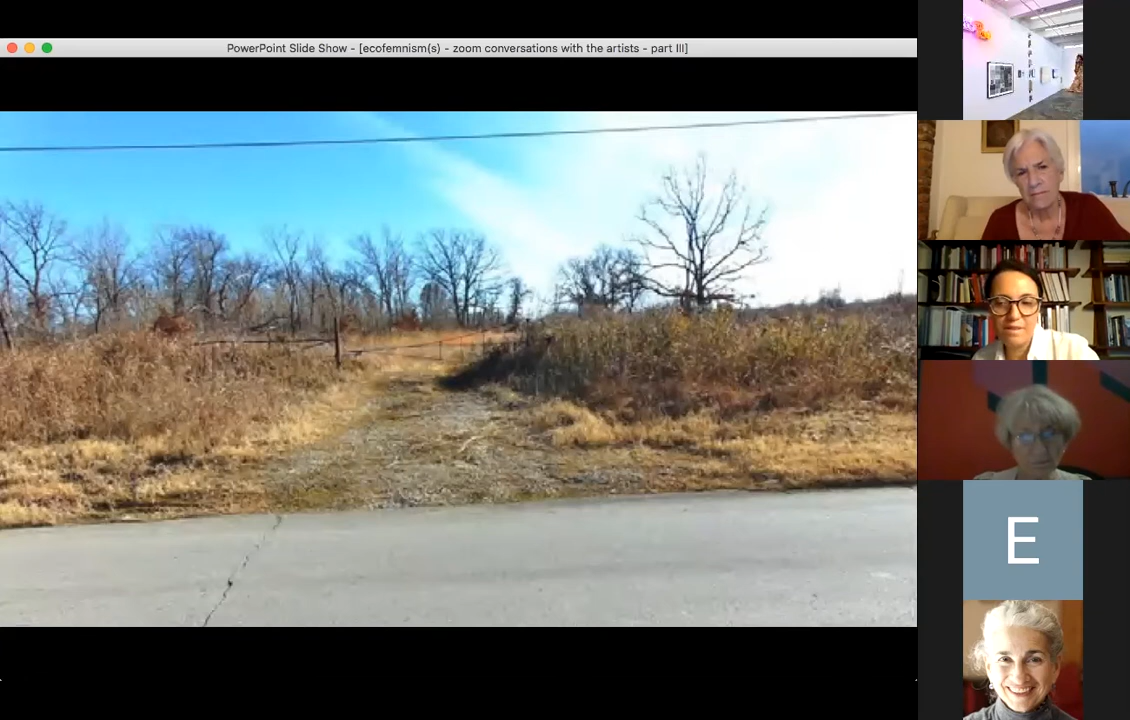 PowerPoint Slide Show - [ecofemnism(s) - zoom conversations with the artists - part III]
E